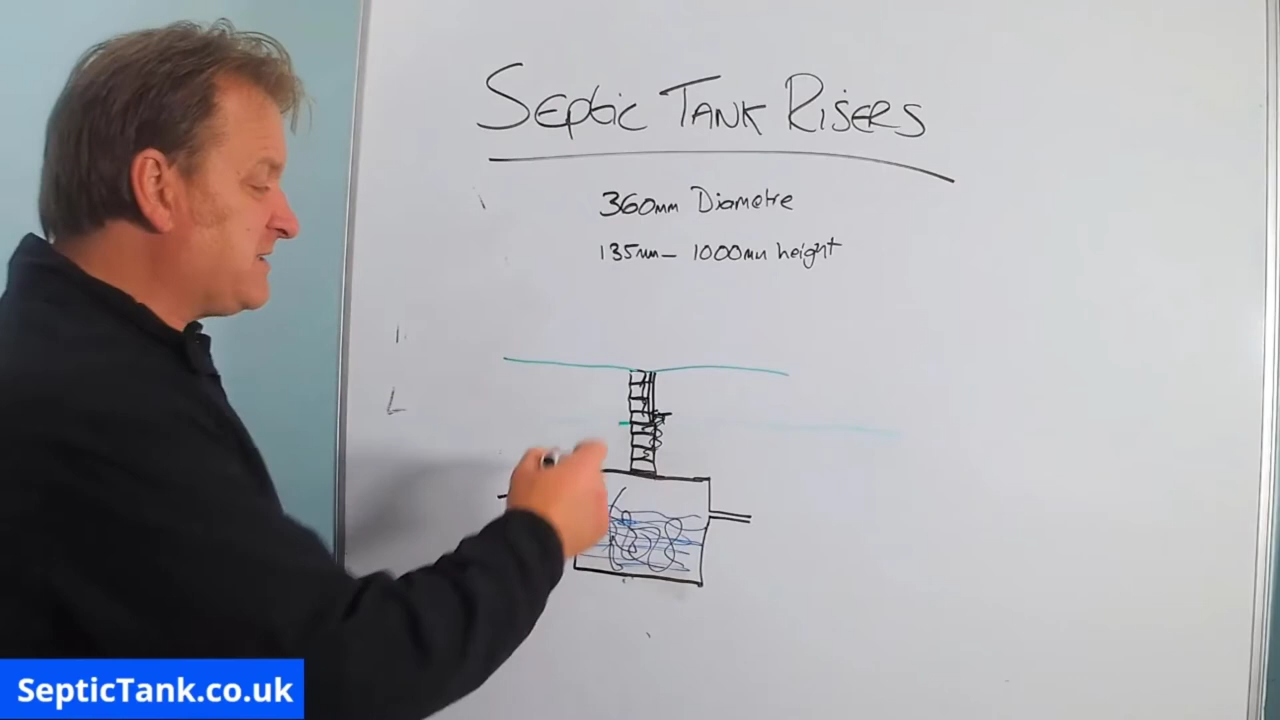 Septic Tank Risers
360mm Diametre
135mm- 1000mm height
SepticTank.co.uk